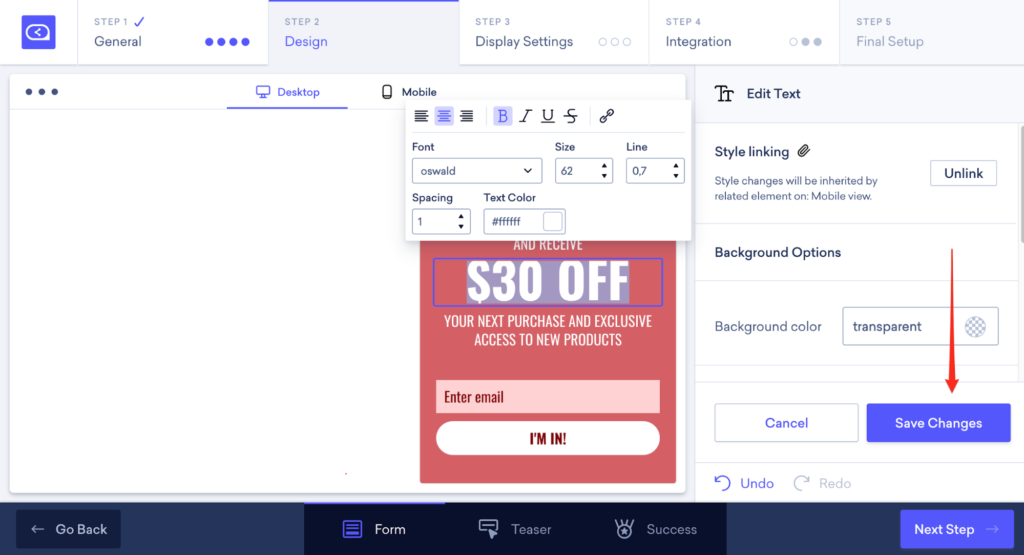 STEP 1
General
STEP 2
Design
STEP 3
Display Settings
STEP 4
Integration
STEP 5
Final Setup
Desktop
Mobile
B I U S
Font
Size
Line
oswald
62
0,7
Spacing
Text Color
1
#ffffff
AND RECEIVE
$30 OFF
YOUR NEXT PURCHASE AND EXCLUSIVE
ACCESS TO NEW PRODUCTS
Enter email
I'M IN!
TT Edit Text
Style linking
Unlink
Style changes will be inherited by
related element on: Mobile view.
Background Options
Background color
transparent
Cancel
Save Changes
Undo
Redo
Go Back
Form
Teaser
Success
Next Step